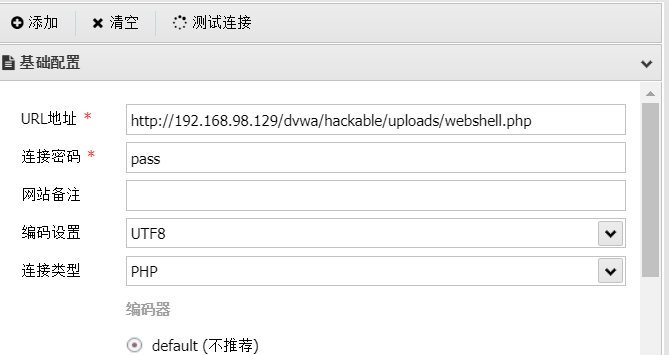 添加 清空 测试连接
基础配置
URL地址 * http://192.168.98.129/dvwa/hackable/uploads/webshell.php
连接密码 * pass
网站备注
编码设置 UTF8
连接类型 PHP
编码器
default (不推荐)